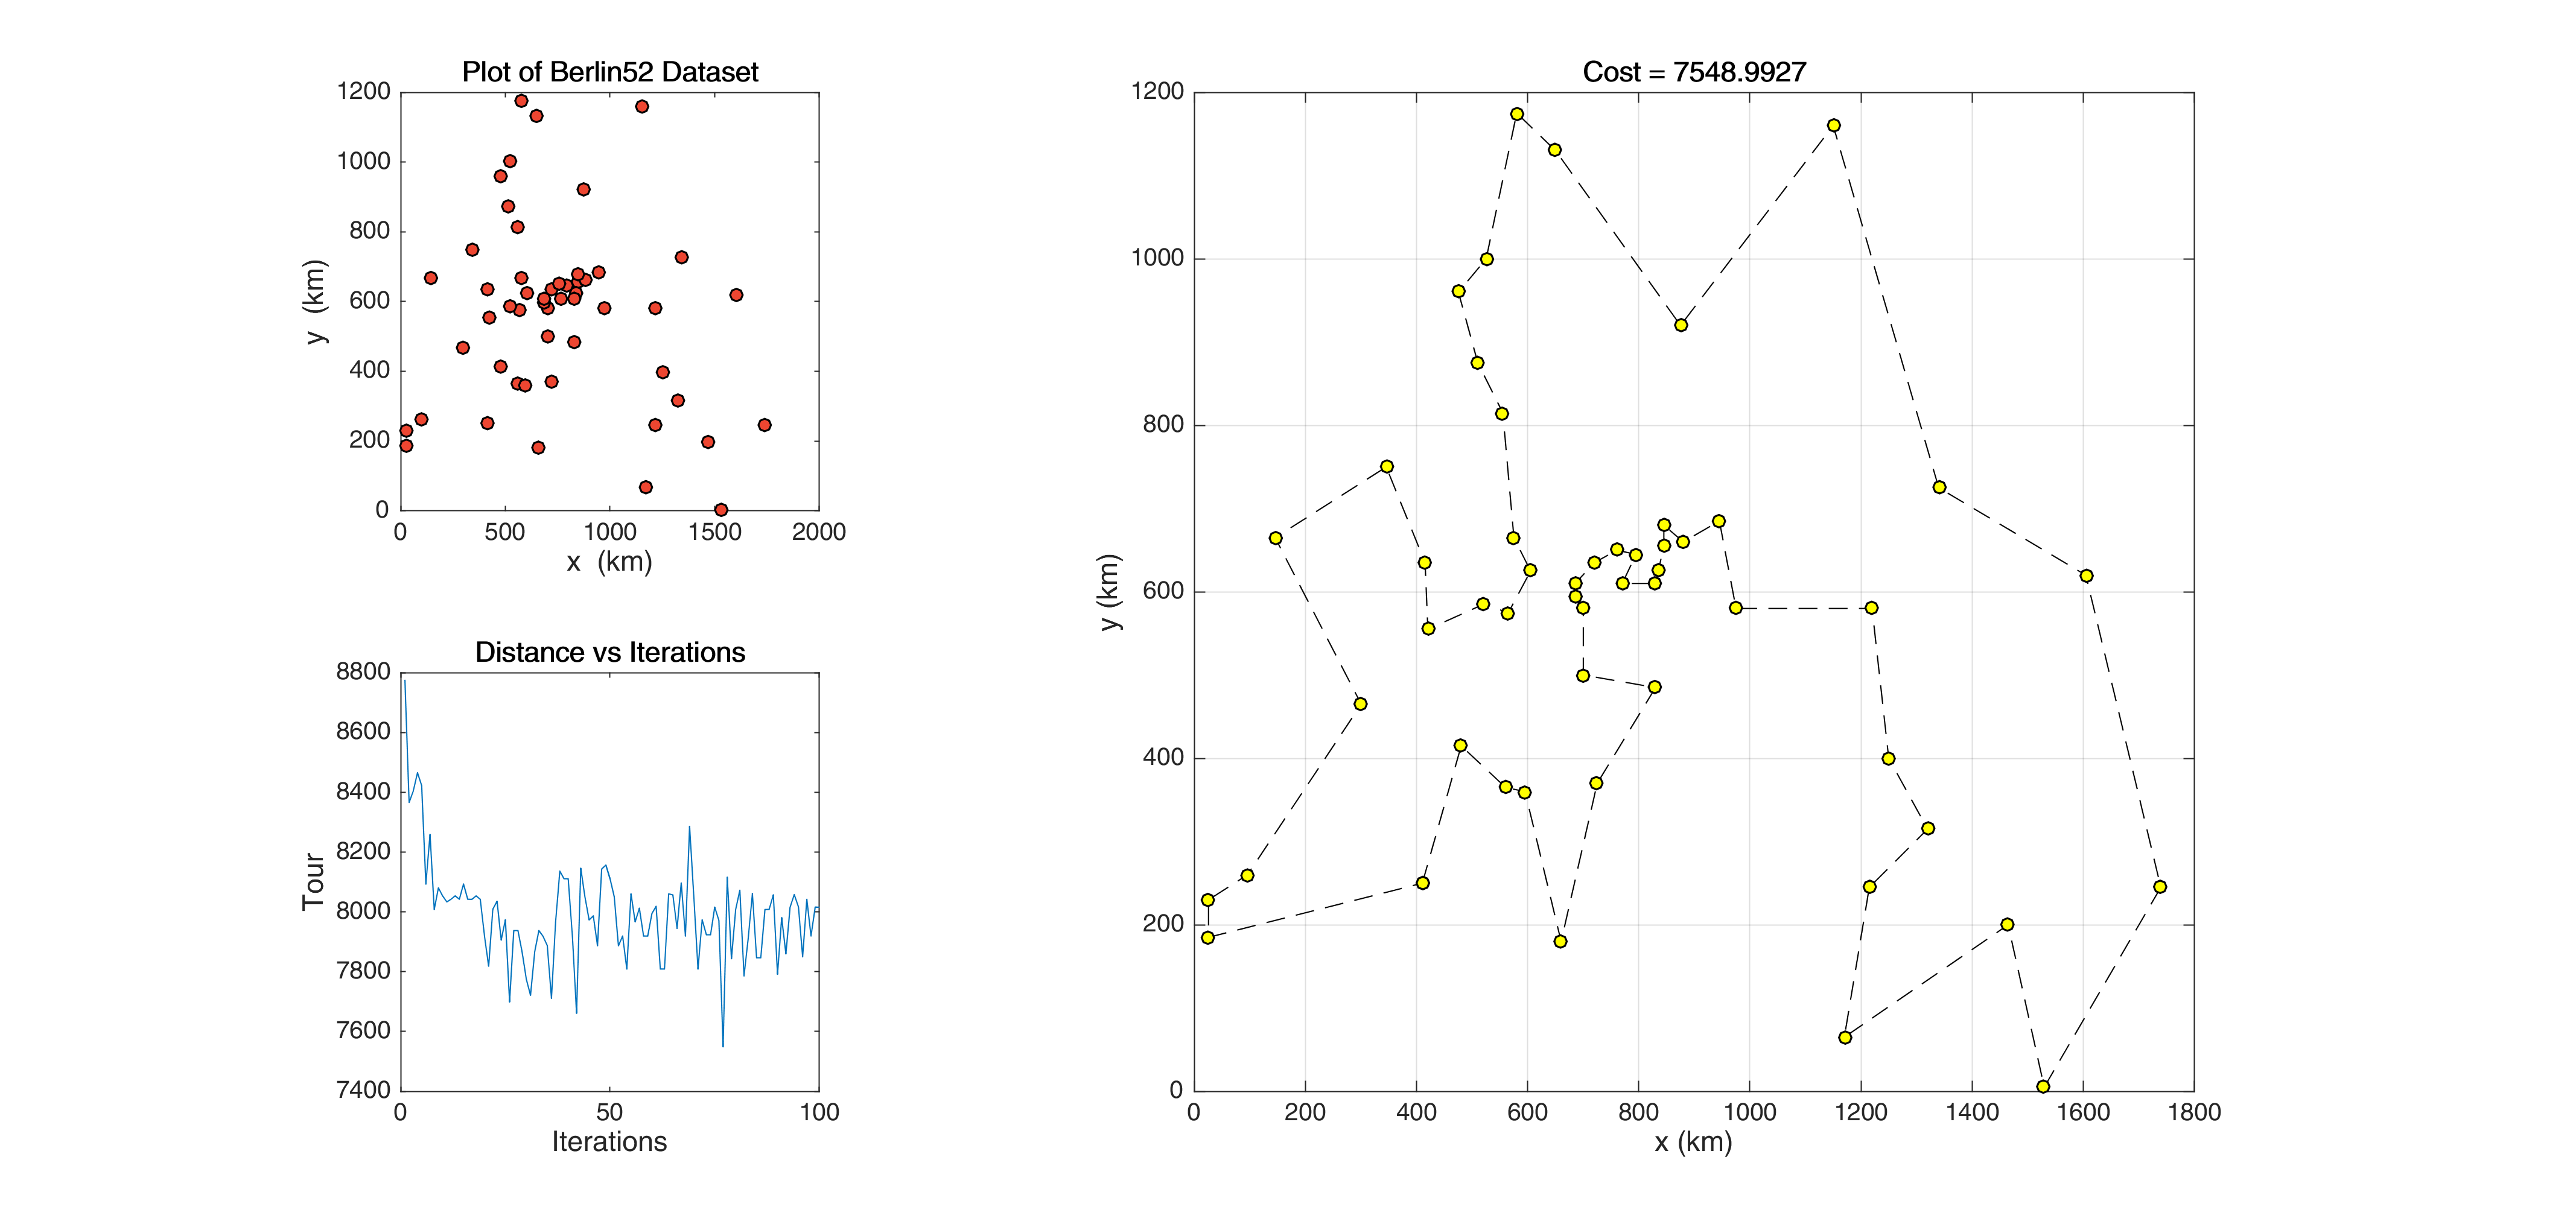 Plot of Berlin52 Dataset
1200
1000
800
600
400
200
0
y (km)
0 500 1000 1500 2000
x (km)
Distance vs Iterations
8800
8600
8400
8200
8000
7800
7600
7400
Tour
0 50 100
Iterations
Cost = 7548.9927
1200
1000
800
600
400
200
0
y (km)
0 200 400 600 800 1000 1200 1400 1600 1800
x (km)